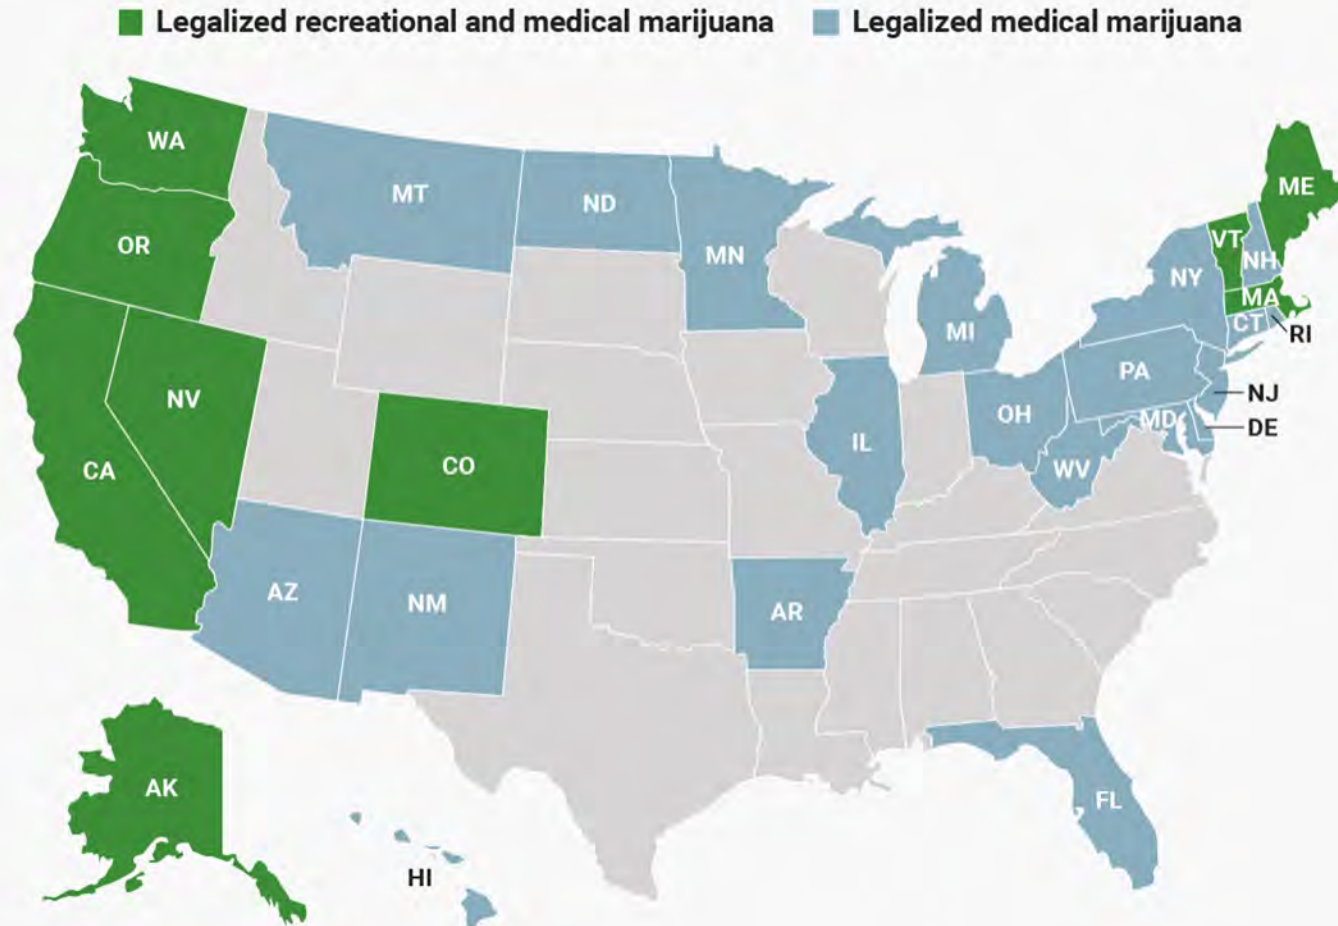 Legalized recreational and medical marijuana
Legalized medical marijuana
WA
MT
ND
ME
OR
MN
VT
NH
NY
MA
MI
CT
RI
PA
NV
NJ
OH
MD
DE
IL
CA
CO
WV
AZ
NM
AR
AK
FL
HI